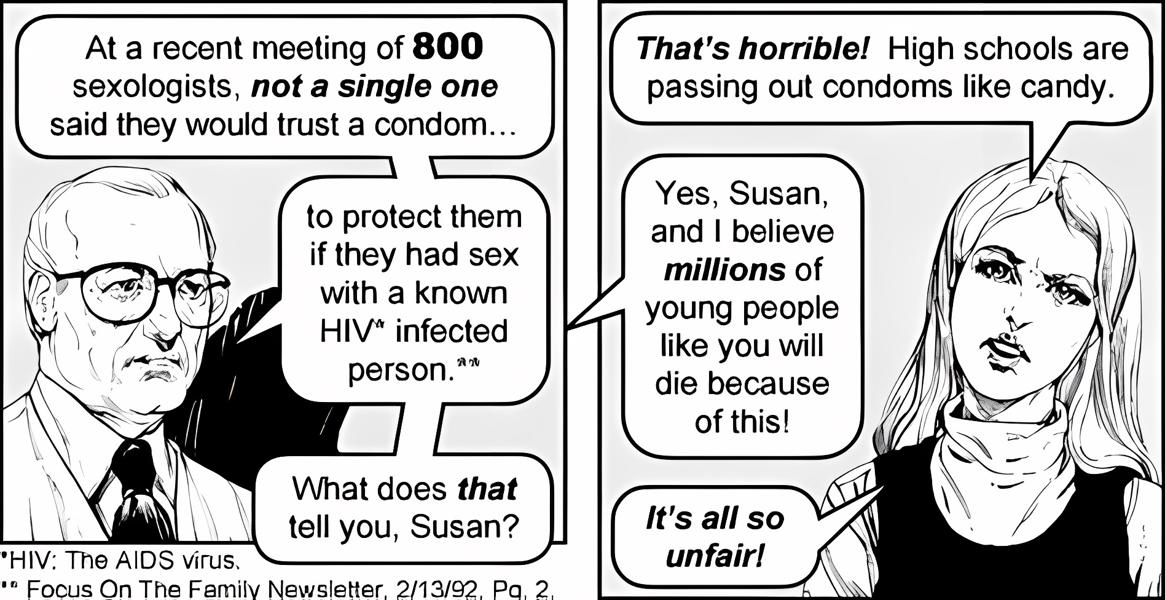 At a recent meeting of 800
sexologists, not a single one
said they would trust a condom...
to protect them
if they had sex
with a known
HIV* infected
person.**
What does that
tell you, Susan?
*HIV: The AIDS virus.
** Focus On The Family Newsletter, 2/13/92, Pg. 2.
That's horrible! High schools are
passing out condoms like candy.
Yes, Susan,
and I believe
millions of
young people
like you will
die because
of this!
It's all so
unfair!